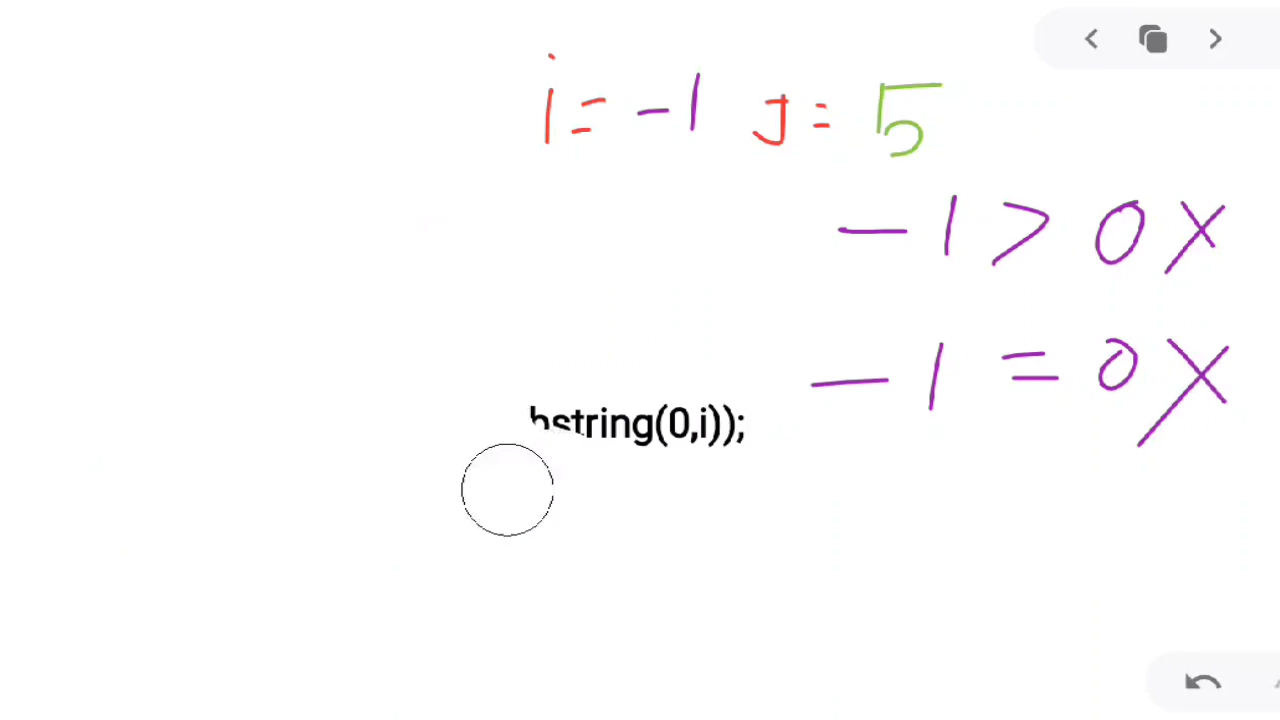 i = -1 J = 5
-1 > 0 X
-1 = 0 X
bstring(0,i));